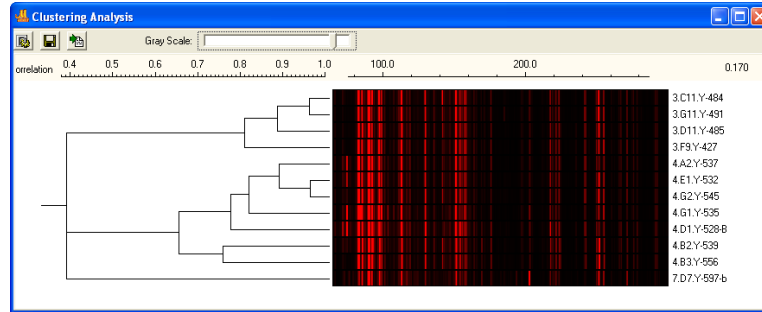 Clustering Analysis
Gray Scale:
orrelation 0.4 0.5 0.6 0.7 0.8 0.9 1.0 100.0 200.0 0.170
3.C11.Y-484
3.G11.Y-491
3.D11.Y-485
3.F9.Y-427
4.A2.Y-537
4.E1.Y-532
4.G2.Y-545
4.G1.Y-535
4.D1.Y-528-B
4.B2.Y-539
4.B3.Y-556
7.D7.Y-597-b